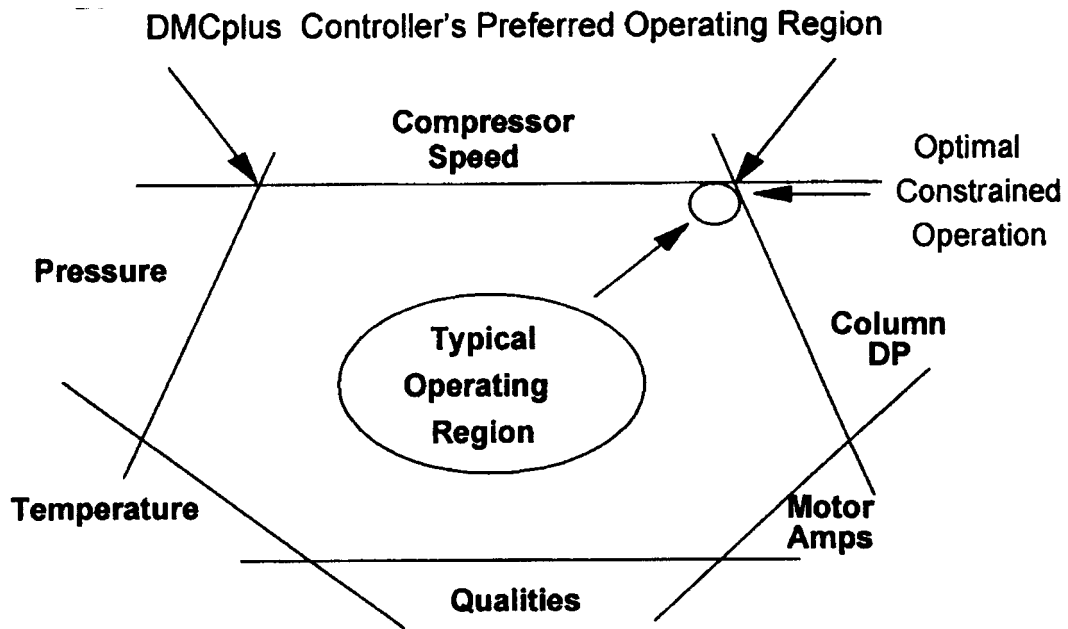 DMCplus Controller's Preferred Operating Region
Compressor
Speed
Optimal
Constrained
Operation
Pressure
Column
DP
Typical
Operating
Region
Temperature
Motor
Amps
Qualities